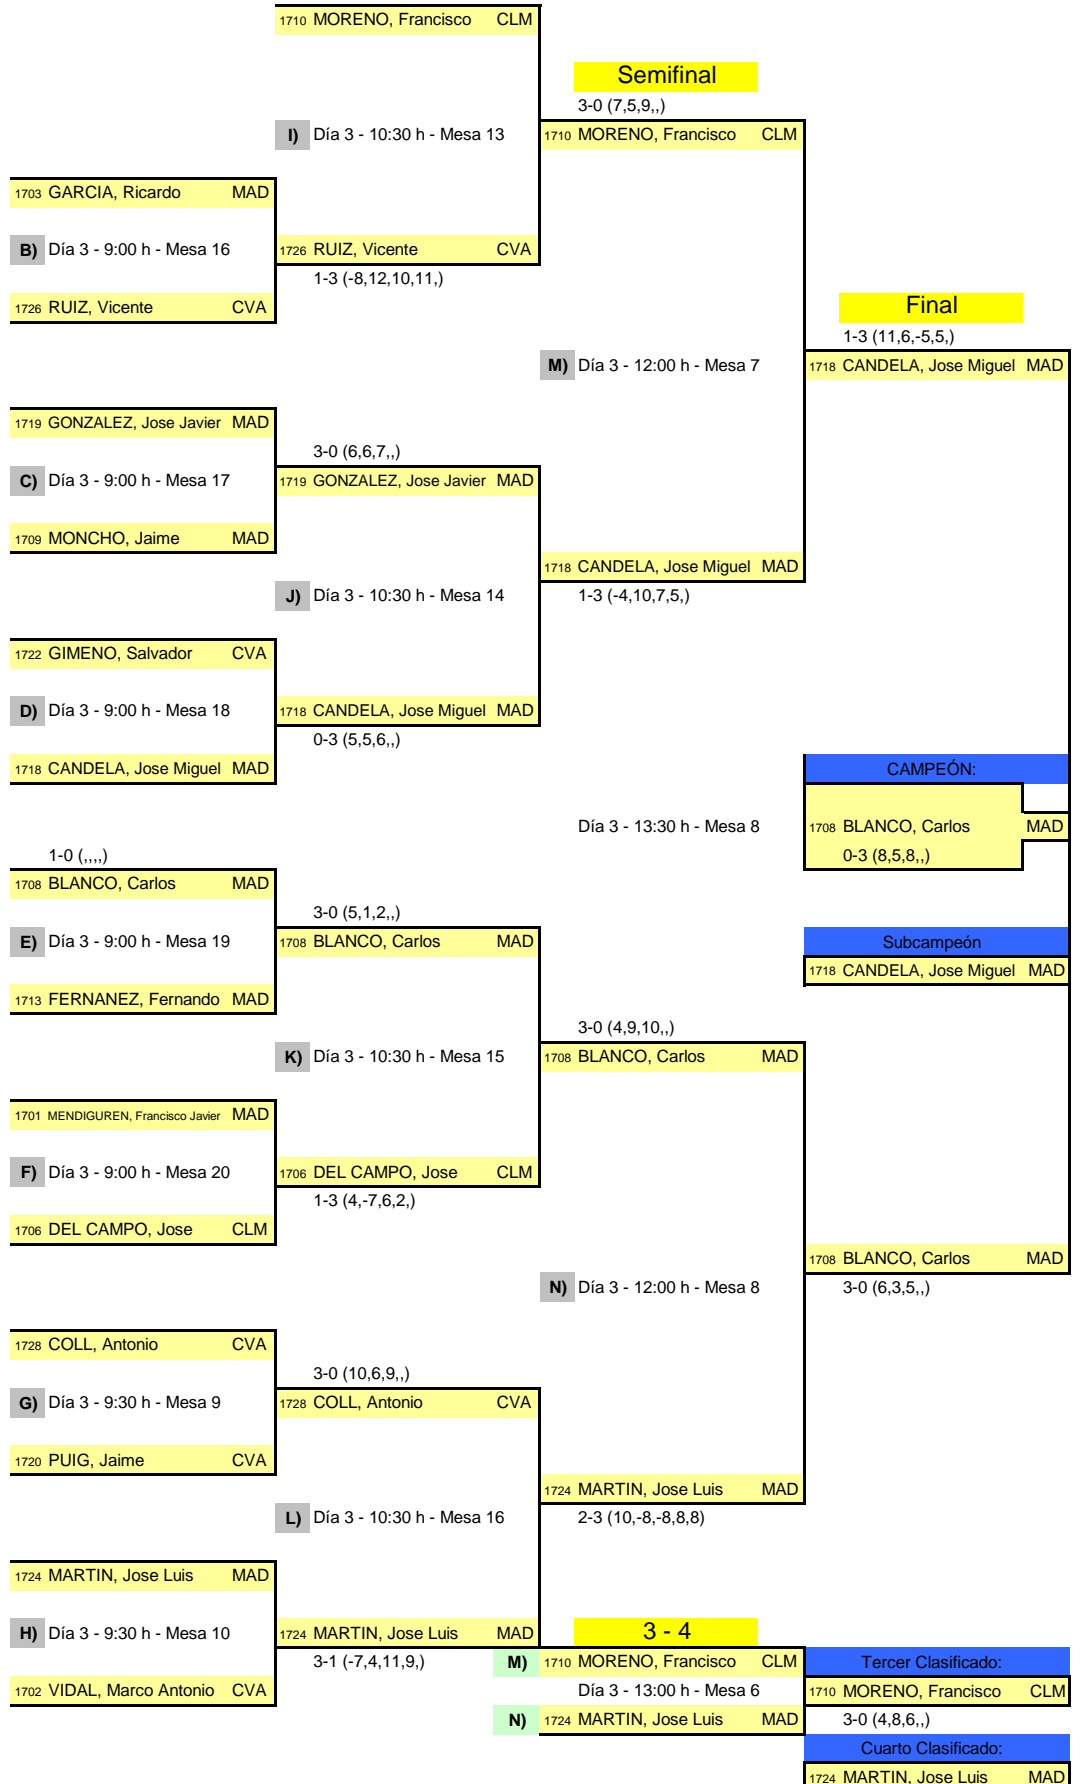 1710 MORENO, Francisco CLM
Semifinal
3-0 (7,5,9,,)
I) Día 3 - 10:30 h - Mesa 13
1710 MORENO, Francisco CLM
1703 GARCIA, Ricardo MAD
B) Día 3 - 9:00 h - Mesa 16
1726 RUIZ, Vicente CVA
1-3 (-8,12,10,11,)
1726 RUIZ, Vicente CVA
Final
1-3 (11,6,-5,5,)
M) Día 3 - 12:00 h - Mesa 7
1718 CANDELA, Jose Miguel MAD
1719 GONZALEZ, Jose Javier MAD
3-0 (6,6,7,,)
C) Día 3 - 9:00 h - Mesa 17
1719 GONZALEZ, Jose Javier MAD
1709 MONCHO, Jaime MAD
1718 CANDELA, Jose Miguel MAD
J) Día 3 - 10:30 h - Mesa 14
1-3 (-4,10,7,5,)
1722 GIMENO, Salvador CVA
D) Día 3 - 9:00 h - Mesa 18
1718 CANDELA, Jose Miguel MAD
0-3 (5,5,6,,)
1718 CANDELA, Jose Miguel MAD
CAMPEÓN:
Día 3 - 13:30 h - Mesa 8
1708 BLANCO, Carlos MAD
1-0 (,,,,)
0-3 (8,5,8,,)
1708 BLANCO, Carlos MAD
3-0 (5,1,2,,)
E) Día 3 - 9:00 h - Mesa 19
1708 BLANCO, Carlos MAD
Subcampeón
1718 CANDELA, Jose Miguel MAD
1713 FERNANEZ, Fernando MAD
3-0 (4,9,10,,)
K) Día 3 - 10:30 h - Mesa 15
1708 BLANCO, Carlos MAD
1701 MENDIGUREN, Francisco Javier MAD
F) Día 3 - 9:00 h - Mesa 20
1706 DEL CAMPO, Jose CLM
1-3 (4,-7,6,2,)
1706 DEL CAMPO, Jose CLM
1708 BLANCO, Carlos MAD
N) Día 3 - 12:00 h - Mesa 8
3-0 (6,3,5,,)
1728 COLL, Antonio CVA
3-0 (10,6,9,,)
G) Día 3 - 9:30 h - Mesa 9
1728 COLL, Antonio CVA
1720 PUIG, Jaime CVA
1724 MARTIN, Jose Luis MAD
L) Día 3 - 10:30 h - Mesa 16
2-3 (10,-8,-8,8,8)
1724 MARTIN, Jose Luis MAD
H) Día 3 - 9:30 h - Mesa 10
1724 MARTIN, Jose Luis MAD
3 - 4
3-1 (-7,4,11,9,)
M) 1710 MORENO, Francisco CLM
Tercer Clasificado:
1702 VIDAL, Marco Antonio CVA
Día 3 - 13:00 h - Mesa 6
1710 MORENO, Francisco CLM
N) 1724 MARTIN, Jose Luis MAD
3-0 (4,8,6,,)
Cuarto Clasificado:
1724 MARTIN, Jose Luis MAD